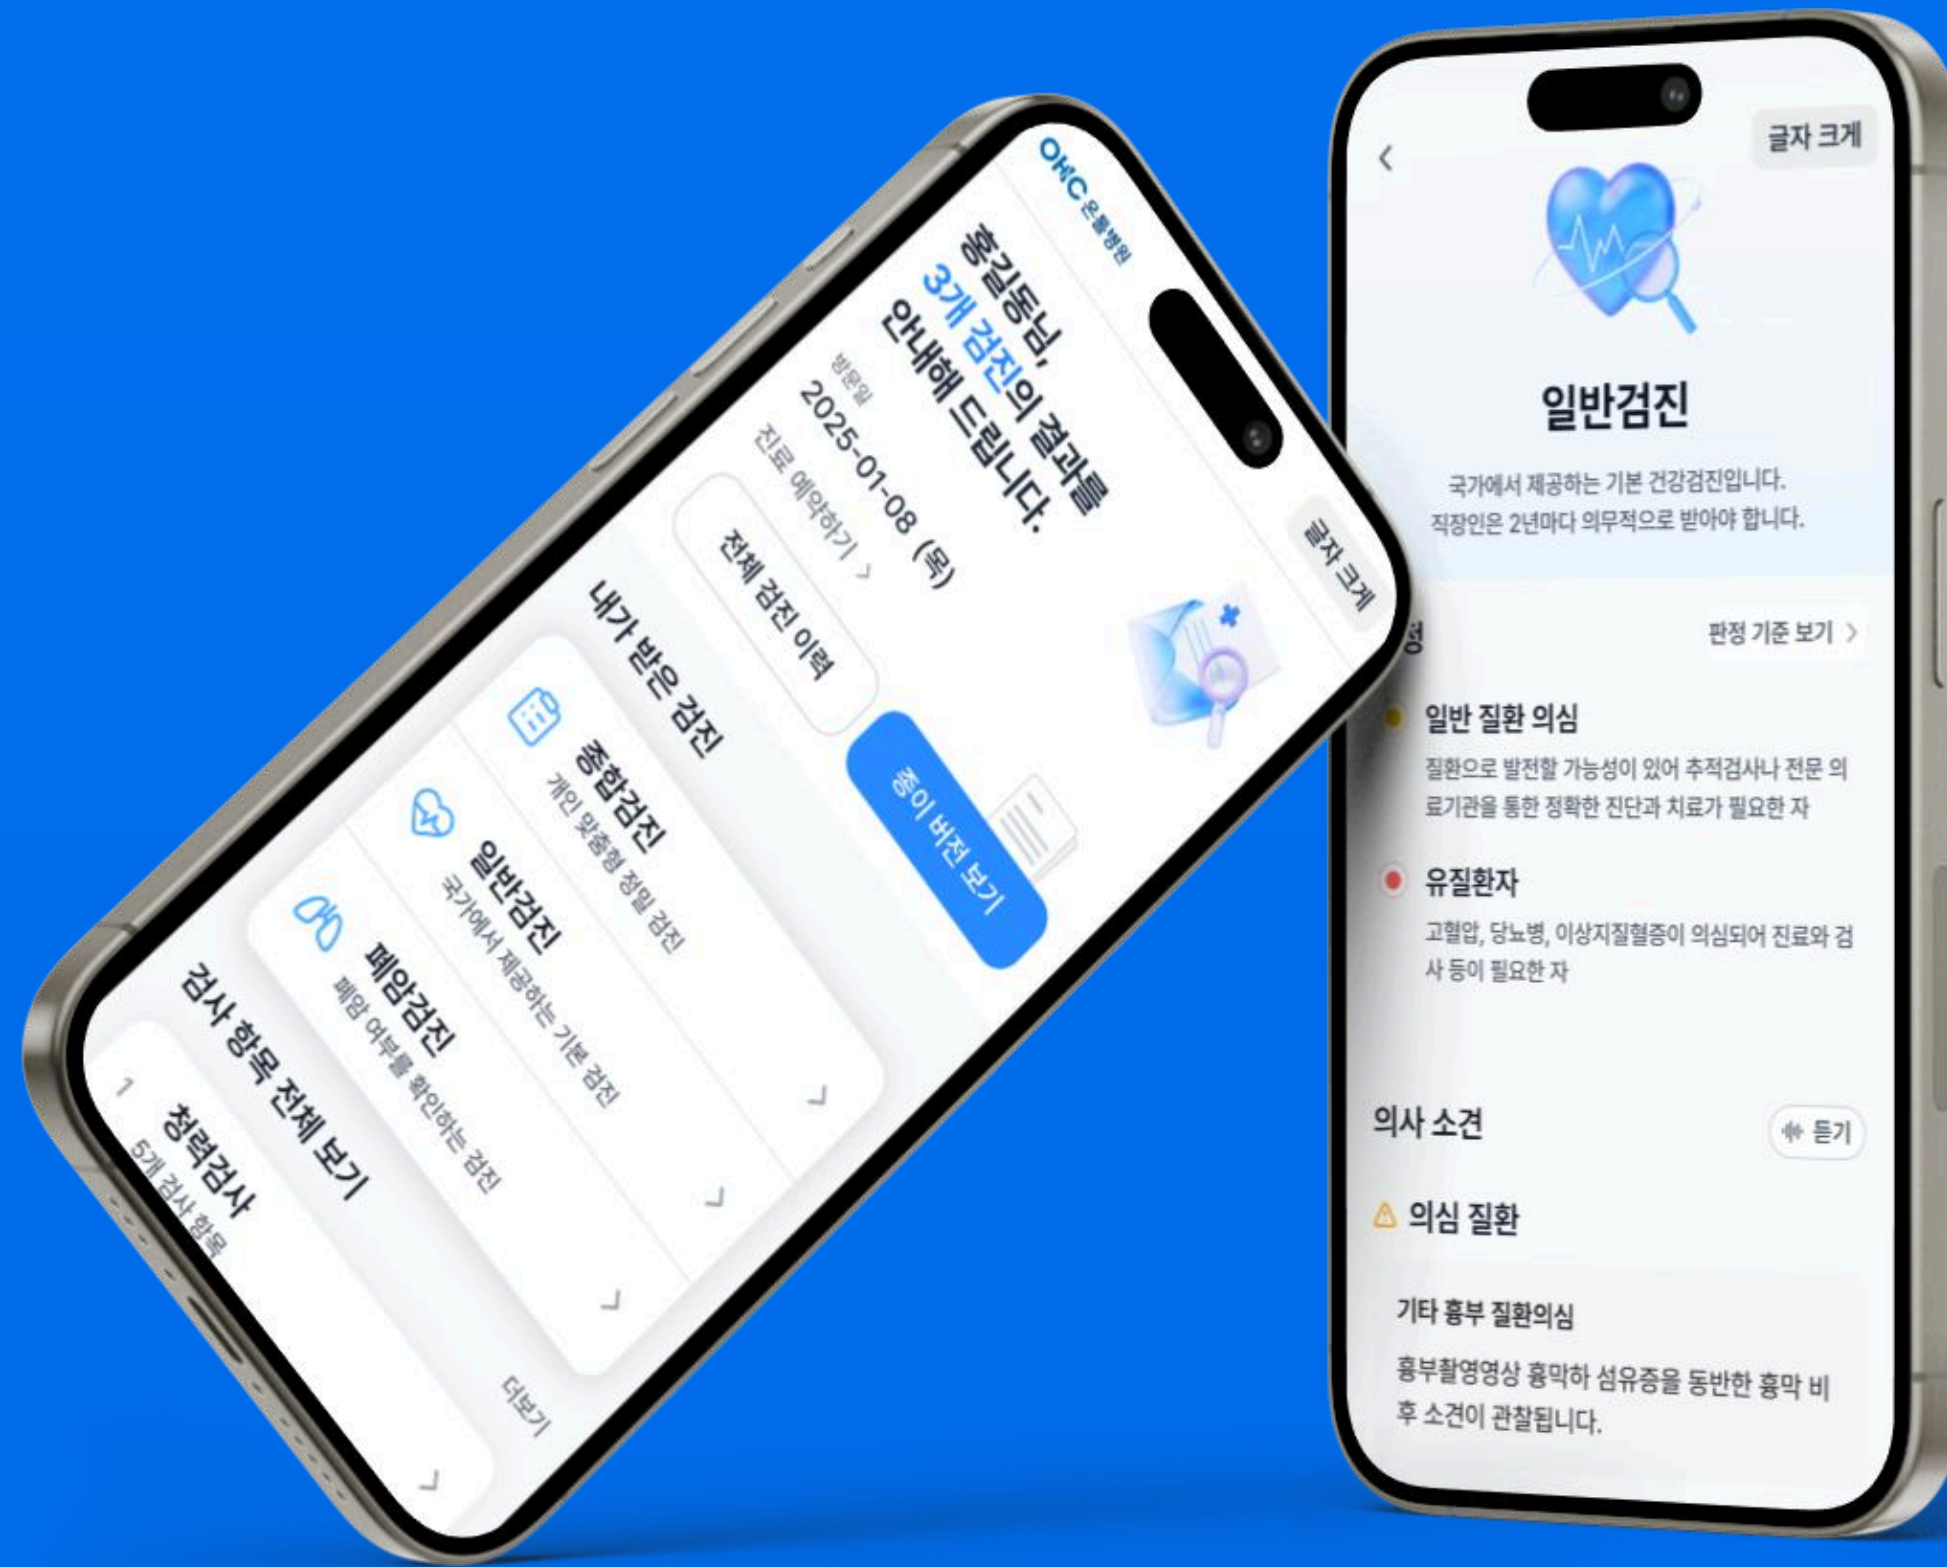 OHC 온톨병원
글자 크게
홍길동님,
3개 검진의 결과를
안내해 드립니다.
방문일
2025-01-08 (목)
진료 예약하기 >
전체 검진 이력
종이 버전 보기
내가 받은 검진
종합검진
개인 맞춤형 정밀 검진
일반검진
국가에서 제공하는 기본 검진
폐암검진
폐암 여부를 확인하는 검진
검사 항목 전체 보기
더보기
1
청력검사
5개 검사 항목
글자 크게
일반검진
국가에서 제공하는 기본 건강검진입니다.
직장인은 2년마다 의무적으로 받아야 합니다.
정
판정 기준 보기 >
일반 질환 의심
질환으로 발전할 가능성이 있어 추적검사나 전문 의
료기관을 통한 정확한 진단과 치료가 필요한 자
유질환자
고혈압, 당뇨병, 이상지질혈증이 의심되어 진료와 검
사 등이 필요한 자
의사 소견
듣기
의심 질환
기타 흉부 질환의심
흉부촬영영상 흉막하 섬유증을 동반한 흉막 비
후 소견이 관찰됩니다.